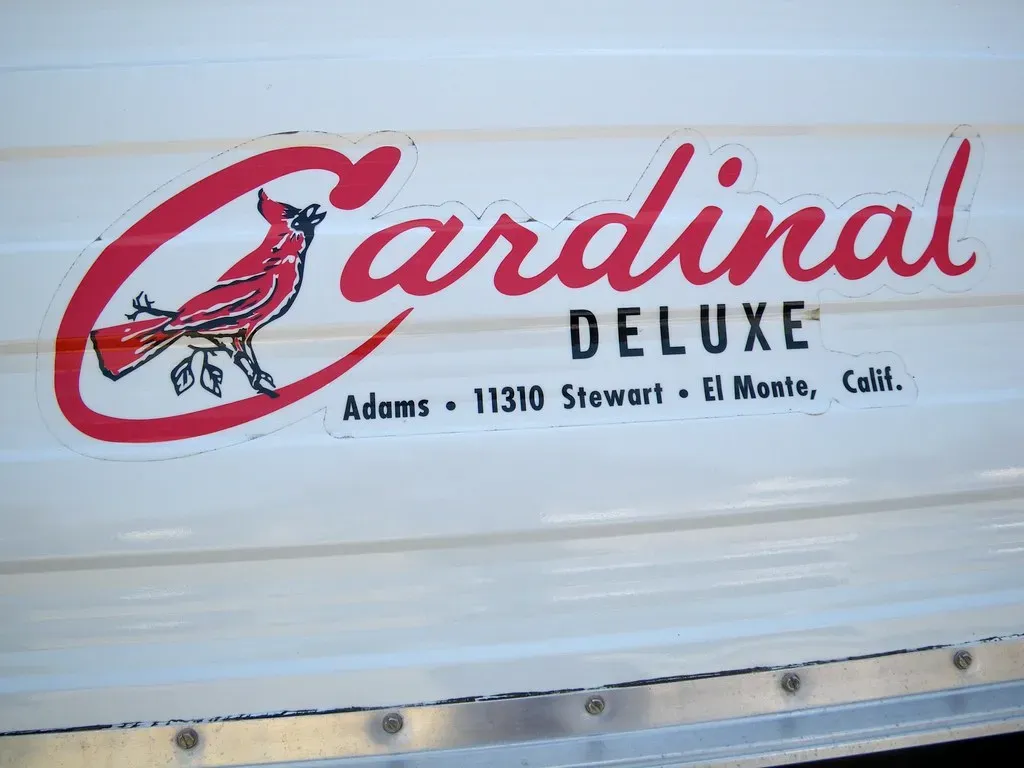 Cardinal
DELUXE
Adams • 11310 Stewart • El Monte, Calif.